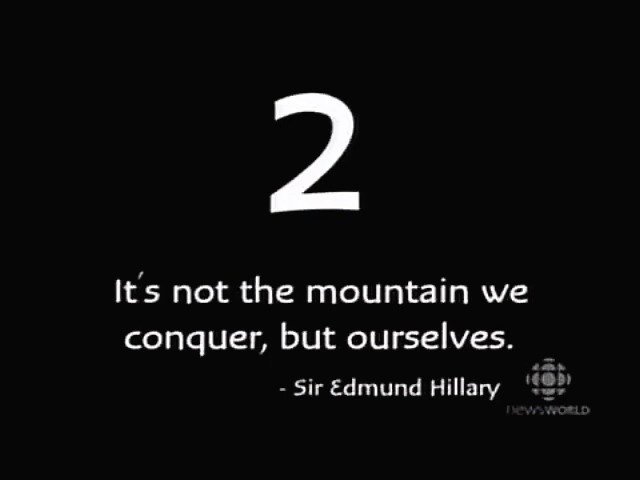 2
It's not the mountain we
conquer, but ourselves.
- Sir Edmund Hillary
newsWORLD